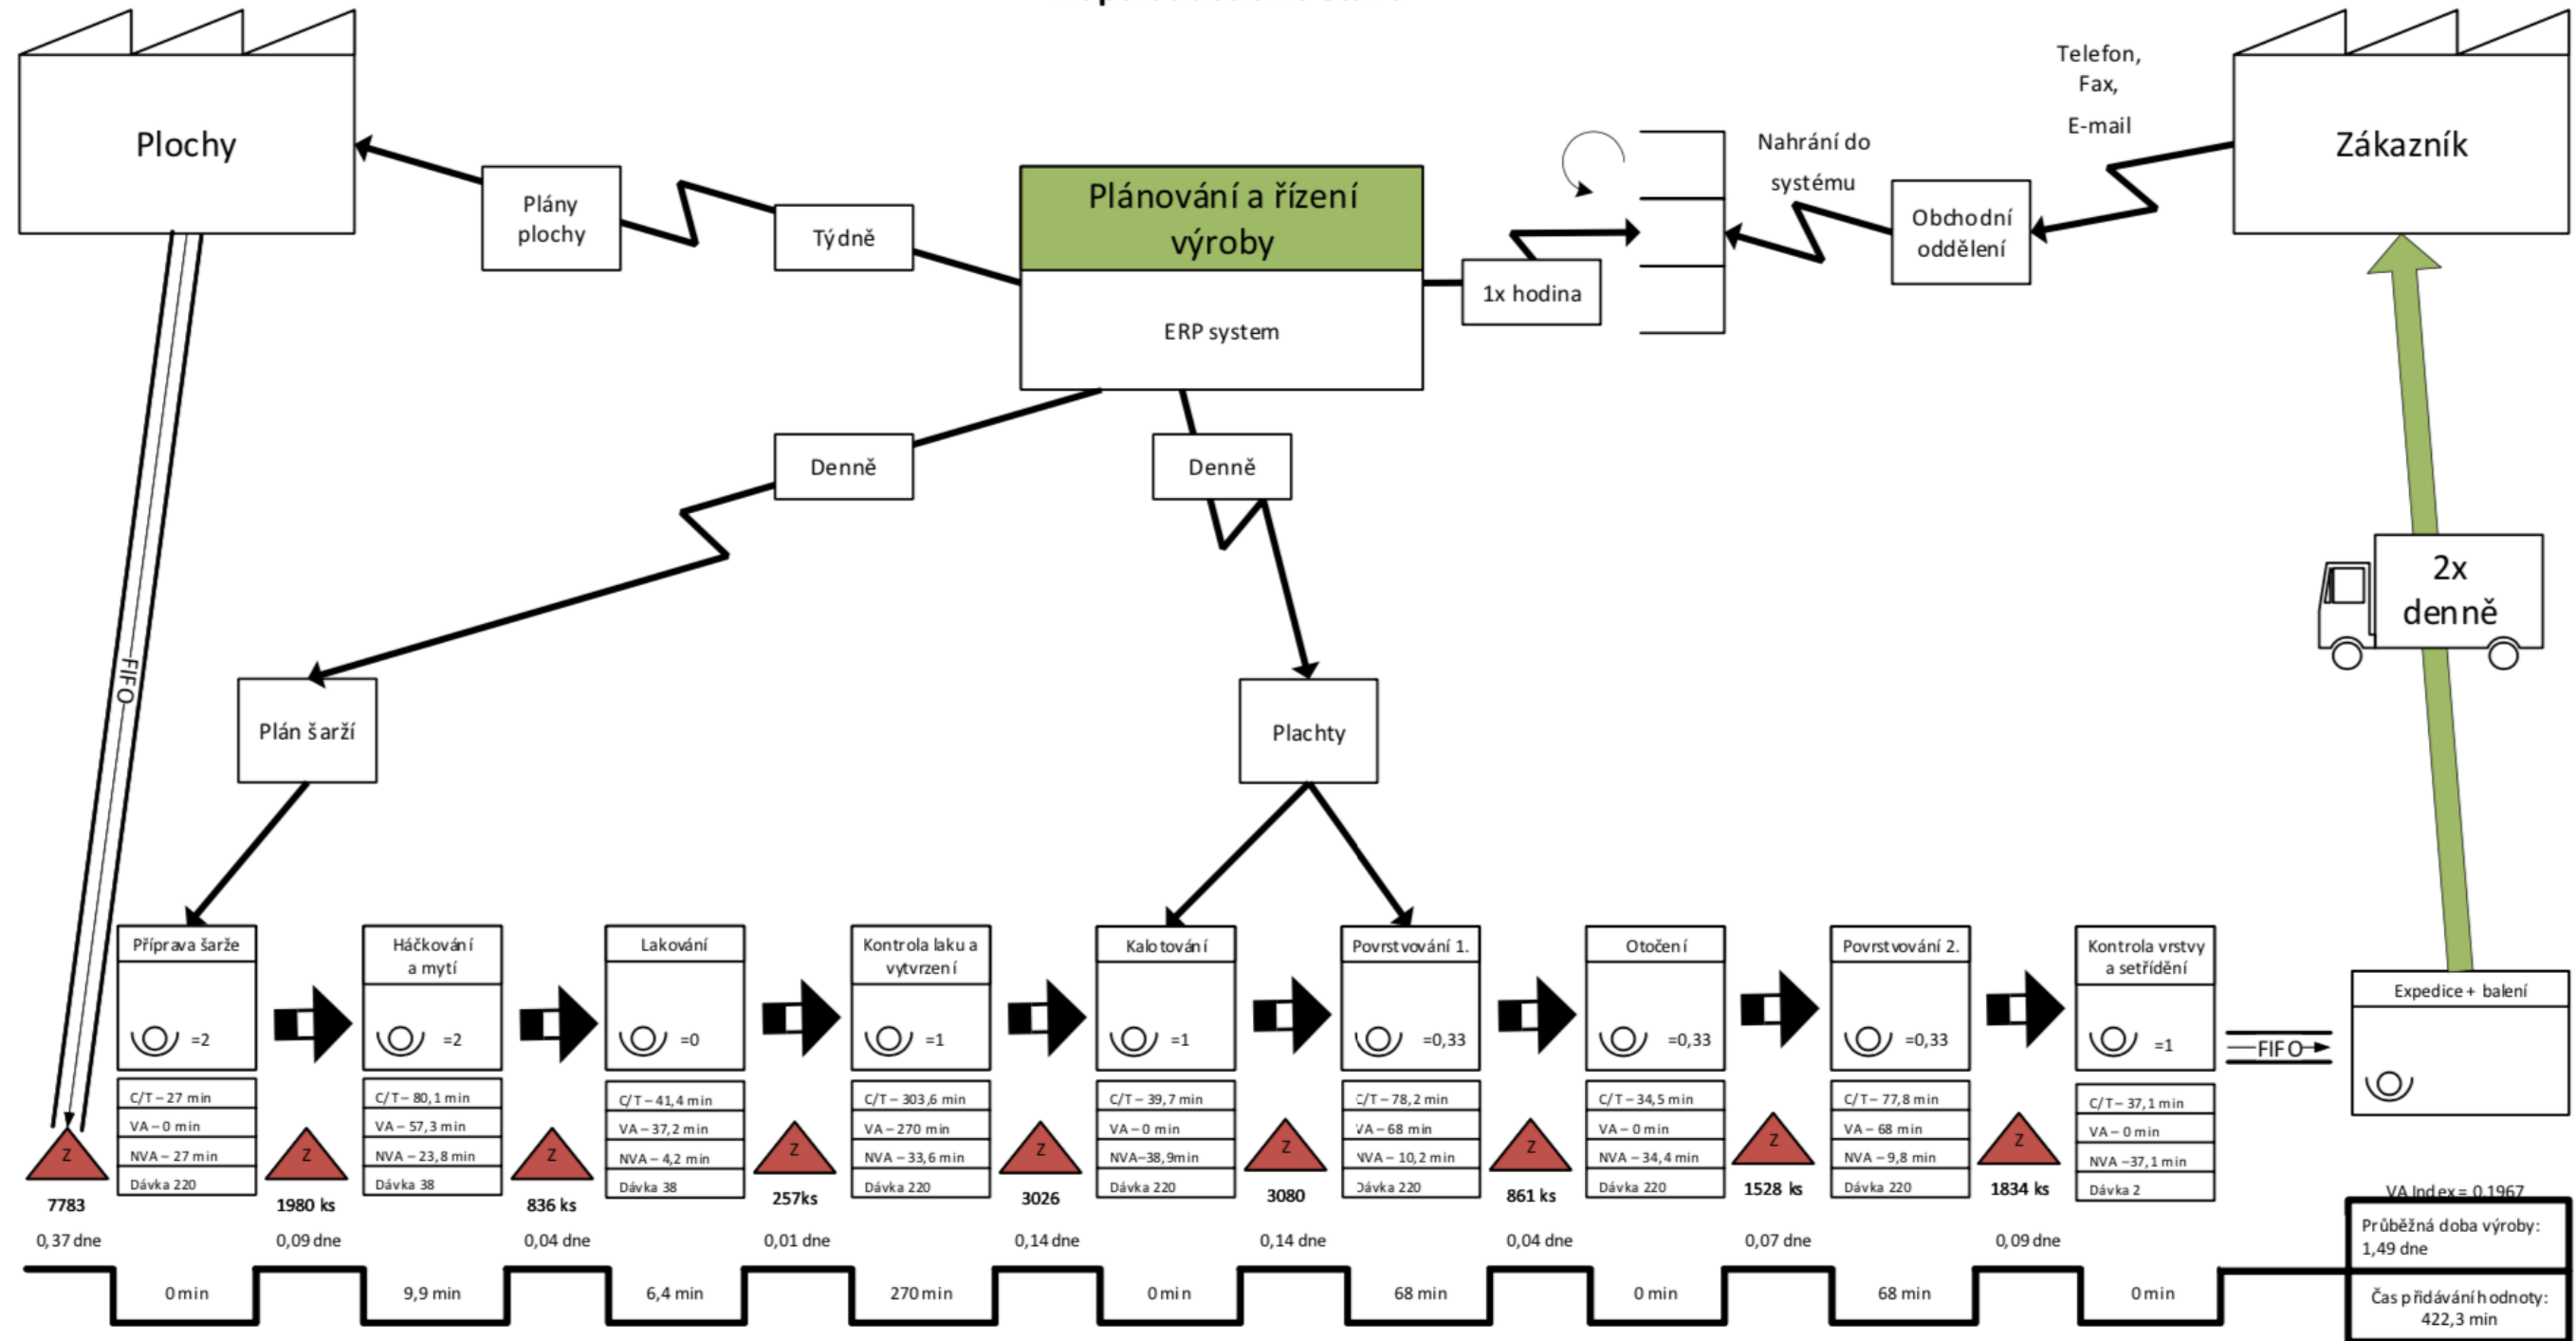 Plochy
Plány
plochy
Týdně
Plánování a řízení
výroby
ERP system
1x hodina
Nahrání do
systému
Obchodní
oddělení
Telefon,
Fax,
E-mail
Zákazník
Denně
Denně
2x
denně
FIFO
Plán šarží
Plachty
Příprava šarže
=2
C/T – 27 min
VA – 0 min
NVA – 27 min
Dávka 220
Háčkování
a mytí
=2
C/T – 80,1 min
VA – 57,3 min
NVA – 23,8 min
Dávka 38
Lakování
=0
C/T – 41,4 min
VA – 37,2 min
NVA – 4,2 min
Dávka 38
Kontrola laku a
vytvrzení
=1
C/T – 303,6 min
VA – 270 min
NVA – 33,6 min
Dávka 220
Kalotování
=1
C/T – 39,7 min
VA – 0 min
NVA–38,9min
Dávka 220
Povrstvování 1.
=0,33
C/T – 78,2 min
VA – 68 min
NVA – 10,2 min
Dávka 220
Otočení
=0,33
C/T – 34,5 min
VA – 0 min
NVA – 34,4 min
Dávka 220
Povrstvování 2.
=0,33
C/T – 77,8 min
VA – 68 min
NVA – 9,8 min
Dávka 220
Kontrola vrstvy
a setřídění
=1
C/T – 37,1 min
VA – 0 min
NVA –37,1 min
Dávka 2
FIFO
Expedice + balení
Z
Z
Z
Z
Z
Z
Z
Z
Z
7783
1980 ks
836 ks
257ks
3026
3080
861 ks
1528 ks
1834 ks
0,37 dne
0,09 dne
0,04 dne
0,01 dne
0,14 dne
0,14 dne
0,04 dne
0,07 dne
0,09 dne
0 min
9,9 min
6,4 min
270 min
0 min
68 min
0 min
68 min
0 min
VA Index = 0,1967
Průběžná doba výroby:
1,49 dne
Čas přidávání hodnoty:
422,3 min